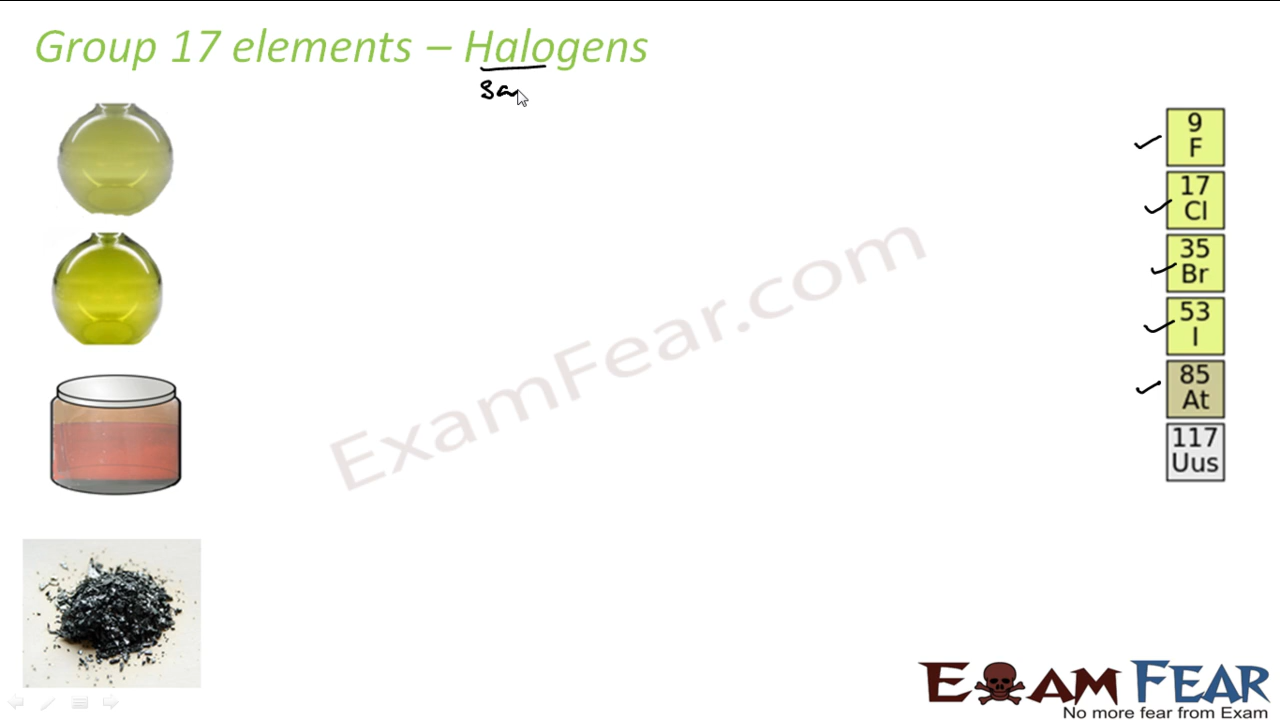 Group 17 elements – Halogens
sa
9
F
17
Cl
35
Br
53
I
85
At
117
Uus
ExamFear.com
EXAM FEAR
No more fear from Exam